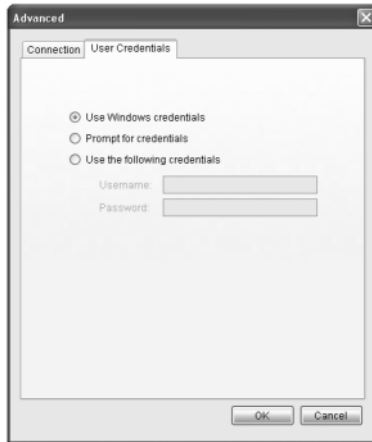 Advanced
Connection User Credentials
Use Windows credentials
Prompt for credentials
Use the following credentials
Username:
Password:
OK Cancel